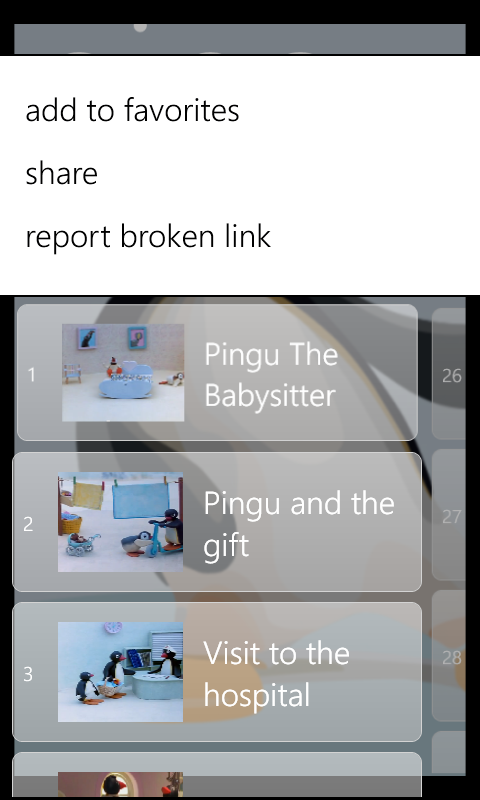 add to favorites
share
report broken link
1
Pingu The
Babysitter
26
2
Pingu and the
gift
27
3
Visit to the
hospital
28